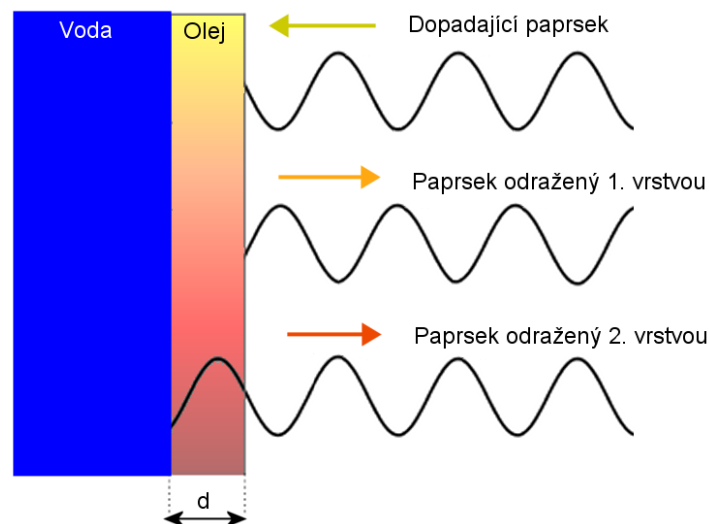 Voda
Olej
Dopadající paprsek
Paprsek odražený 1. vrstvou
Paprsek odražený 2. vrstvou
d